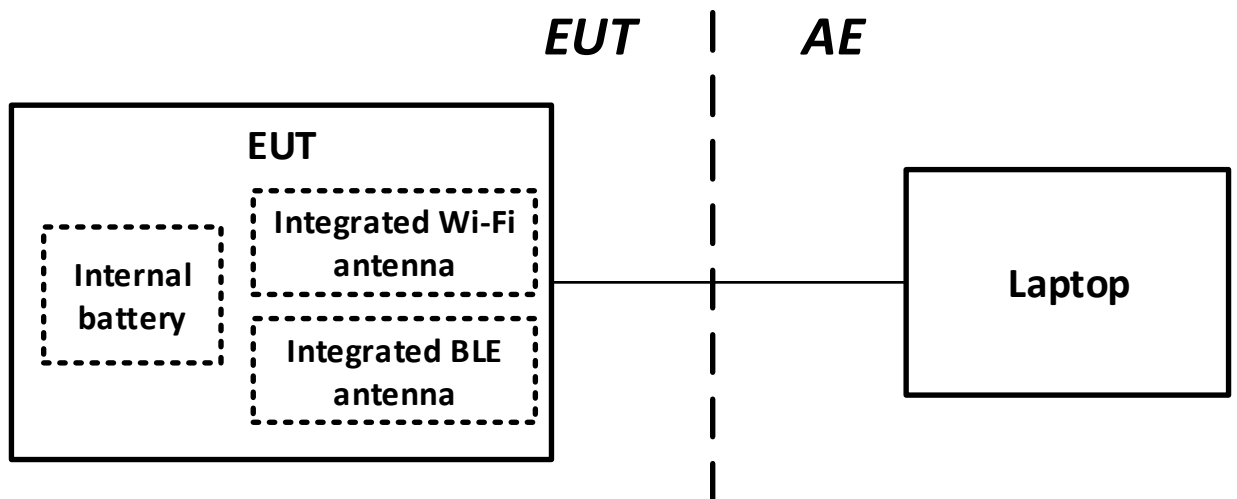 EUT AE
EUT
Integrated Wi-Fi
antenna
Internal
battery
Integrated BLE
antenna
Laptop